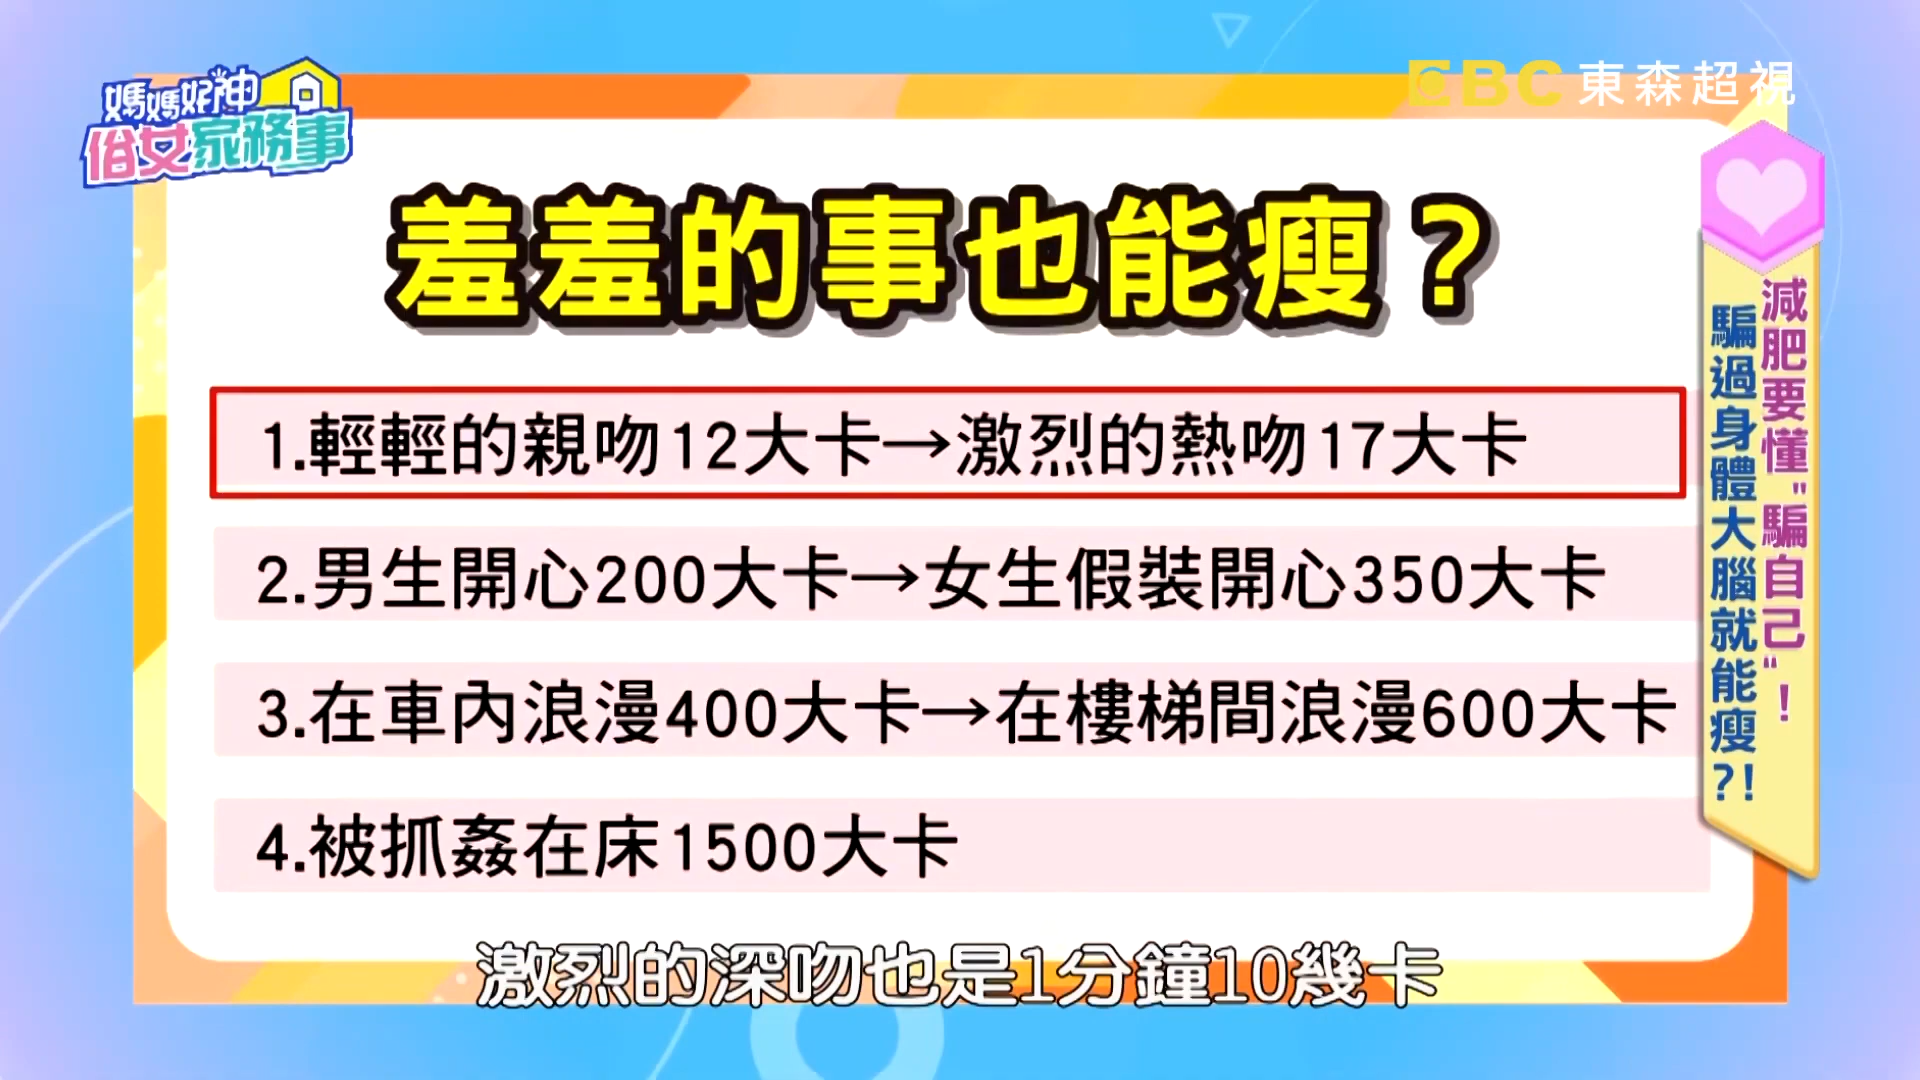 媽媽好神
俗女家務事
EBC 東森超視
羞羞的事也能瘦？
1.輕輕的親吻12大卡→激烈的熱吻17大卡
2.男生開心200大卡→女生假裝開心350大卡
3.在車內浪漫400大卡→在樓梯間浪漫600大卡
4.被抓姦在床1500大卡
減肥要懂"騙自己"！
騙過身體大腦就能瘦?!
激烈的深吻也是1分鐘10幾卡